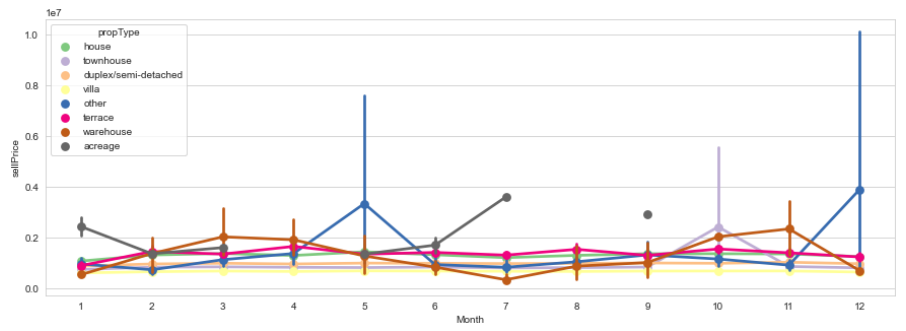 1e7
propType
house
townhouse
duplex/semi-detached
villa
other
terrace
warehouse
acreage
1.0
0.8
0.6
0.4
0.2
0.0
sellPrice
1 2 3 4 5 6 7 8 9 10 11 12
Month